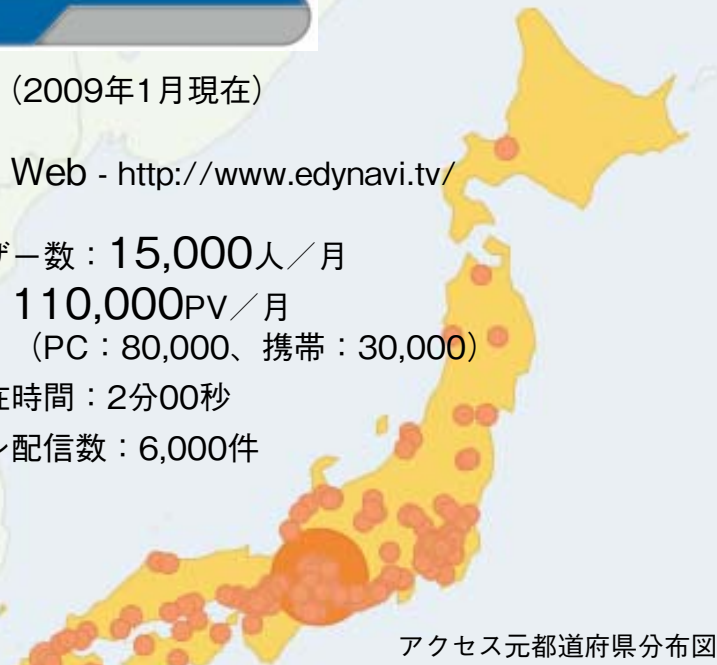 （2009年1月現在）
Web - http://www.edynavi.tv/
ザー数：15,000人／月
110,000PV／月
（PC：80,000、携帯：30,000）
在時間：2分00秒
配信数：6,000件
アクセス元都道府県分布図